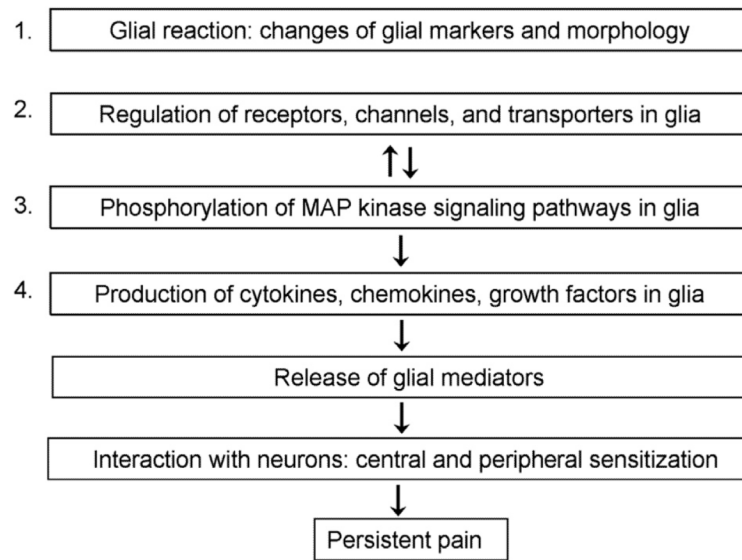 1. Glial reaction: changes of glial markers and morphology
2. Regulation of receptors, channels, and transporters in glia
3. Phosphorylation of MAP kinase signaling pathways in glia
4. Production of cytokines, chemokines, growth factors in glia
Release of glial mediators
Interaction with neurons: central and peripheral sensitization
Persistent pain